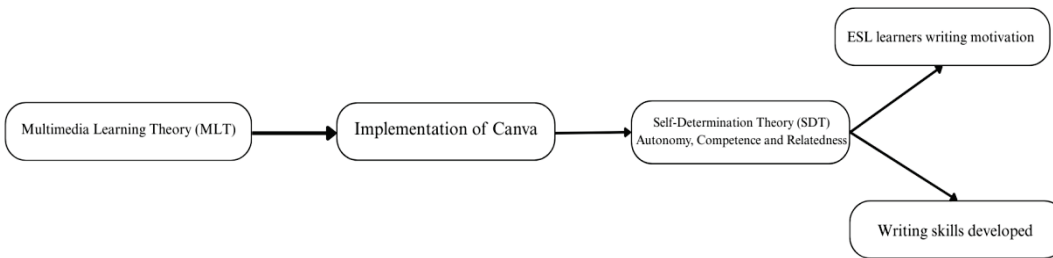 ESL learners writing motivation
Multimedia Learning Theory (MLT)
Implementation of Canva
Self-Determination Theory (SDT)
Autonomy, Competence and Relatedness
Writing skills developed